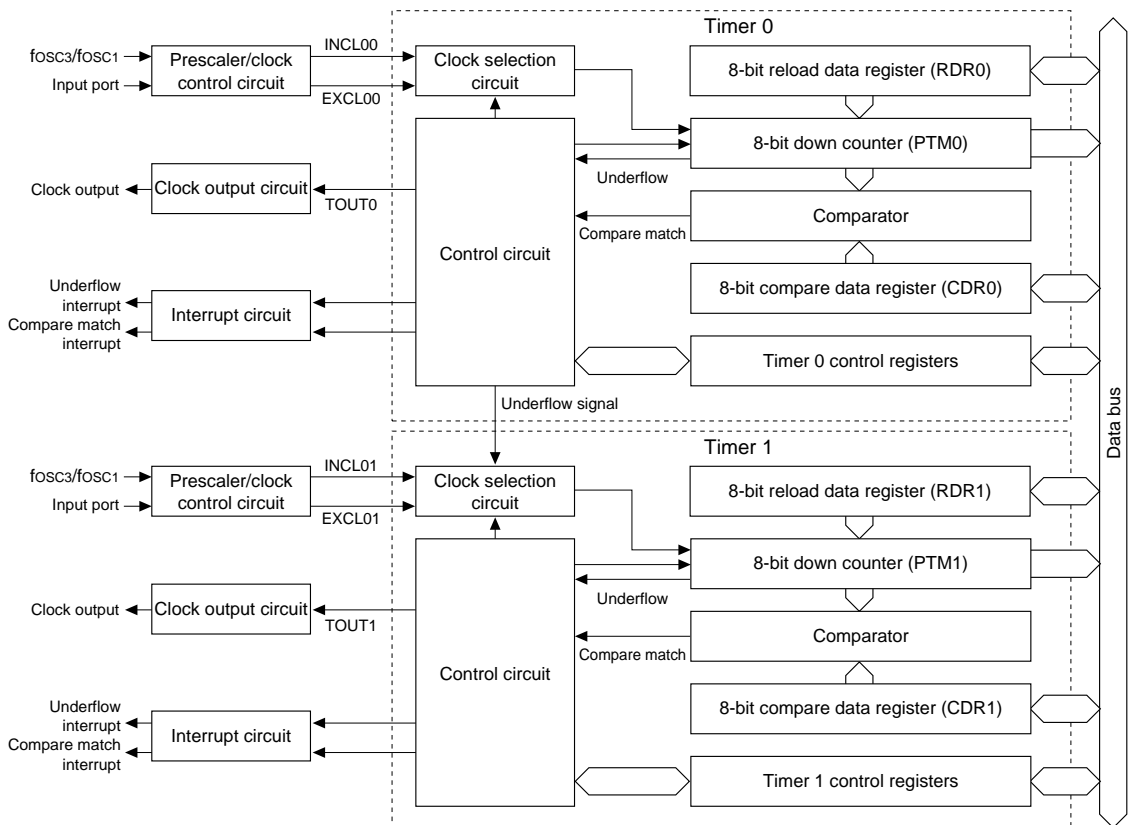 Timer 0
fOSC3/fOSC1
Input port
Prescaler/clock
control circuit
INCL00
EXCL00
Clock selection
circuit
8-bit reload data register (RDR0)
8-bit down counter (PTM0)
Underflow
Clock output
Clock output circuit
TOUT0
Control circuit
Compare match
Comparator
8-bit compare data register (CDR0)
Underflow
interrupt
Compare match
interrupt
Interrupt circuit
Timer 0 control registers
Underflow signal
Data bus
Timer 1
fOSC3/fOSC1
Input port
Prescaler/clock
control circuit
INCL01
EXCL01
Clock selection
circuit
8-bit reload data register (RDR1)
8-bit down counter (PTM1)
Underflow
Clock output
Clock output circuit
TOUT1
Control circuit
Compare match
Comparator
8-bit compare data register (CDR1)
Underflow
interrupt
Compare match
interrupt
Interrupt circuit
Timer 1 control registers